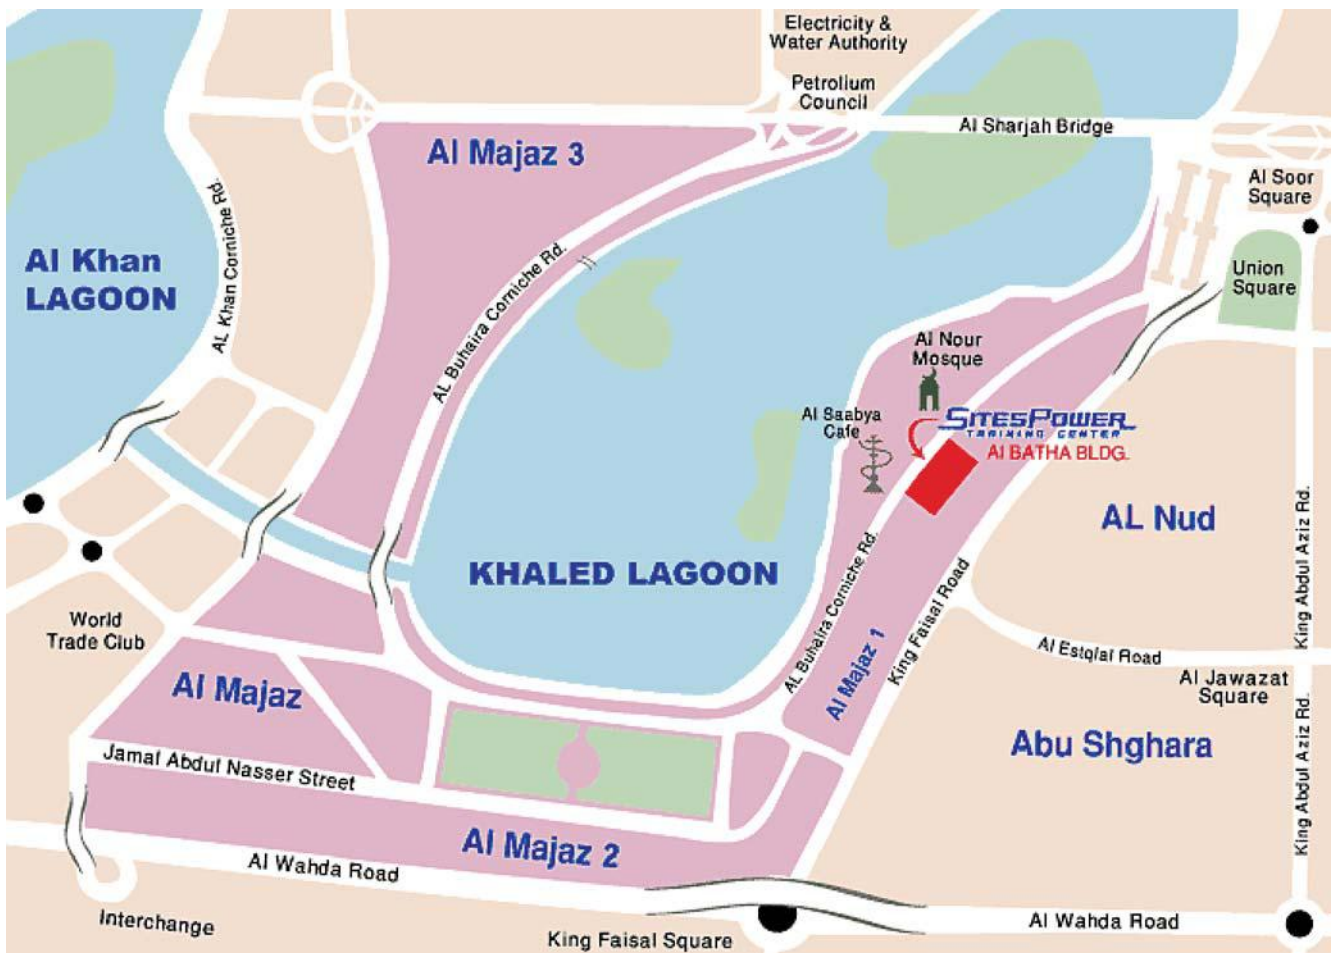 Electricity &
Water Authority
Petrolium
Council
Al Sharjah Bridge
Al Majaz 3
Al Soor
Square
AL Khan Corniche Rd.
Al Khan
LAGOON
AL Buhaira Corniche Rd.
Union
Square
Al Nour
Mosque
Al Saabya
Cafe
SITESPOWER
TRAINING CENTER
Al BATHA BLDG.
AL Nud
King Abdul Aziz Rd.
KHALED LAGOON
AL Buhaira Corniche Rd.
King Faisal Road
World
Trade Club
Al Estqlal Road
Al Majaz
Al Majaz 1
Al Jawazat
Square
Abu Shghara
King Abdul Aziz Rd.
Jamal Abdul Nasser Street
Al Majaz 2
Al Wahda Road
Interchange
King Faisal Square
Al Wahda Road